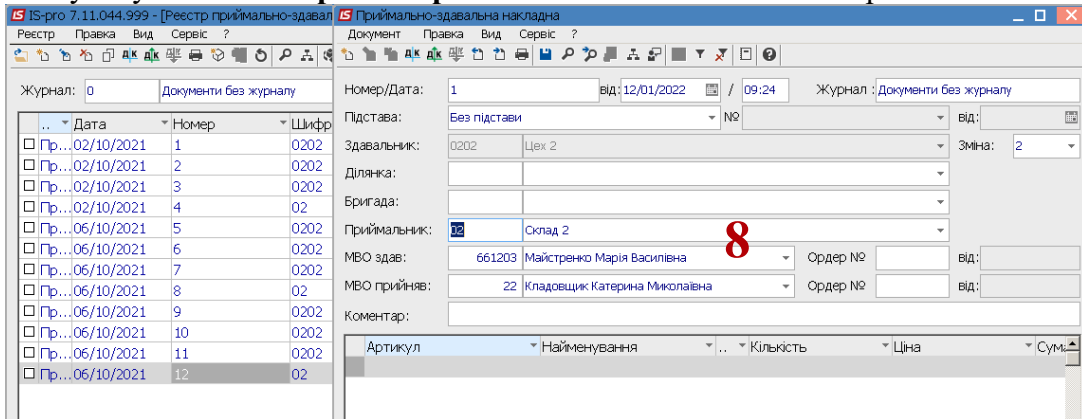 IS-pro 7.11.044.999 - [Реєстр приймально-здавал
Реєстр Правка Вид Сервіс ?
Журнал: 0 Документи без журналу
.. Дата Номер Шифр
Пр...02/10/2021 1 0202
Пр...02/10/2021 2 0202
Пр...02/10/2021 3 0202
Пр...02/10/2021 4 02
Пр...06/10/2021 5 0202
Пр...06/10/2021 6 0202
Пр...06/10/2021 7 0202
Пр...06/10/2021 8 02
Пр...06/10/2021 9 0202
Пр...06/10/2021 10 0202
Пр...06/10/2021 11 0202
Пр...06/10/2021 12 02
Приймально-здавальна накладна
Документ Правка Вид Сервіс ?
Номер/Дата: 1 від: 12/01/2022 / 09:24 Журнал : Документи без журналу
Підстава: Без підстави № від:
Здавальник: 0202 Цех 2 Зміна: 2
Ділянка:
Бригада:
Приймальник: 02 Склад 2
8
МВО здав: 661203 Майстренко Марія Василівна Ордер № від:
МВО прийняв: 22 Кладовщик Катерина Миколаївна Ордер № від:
Коментар:
Артикул Найменування .. Кількість Ціна Сума